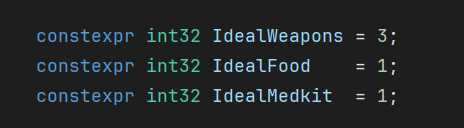 constexpr int32 IdealWeapons = 3;
constexpr int32 IdealFood    = 1;
constexpr int32 IdealMedkit  = 1;